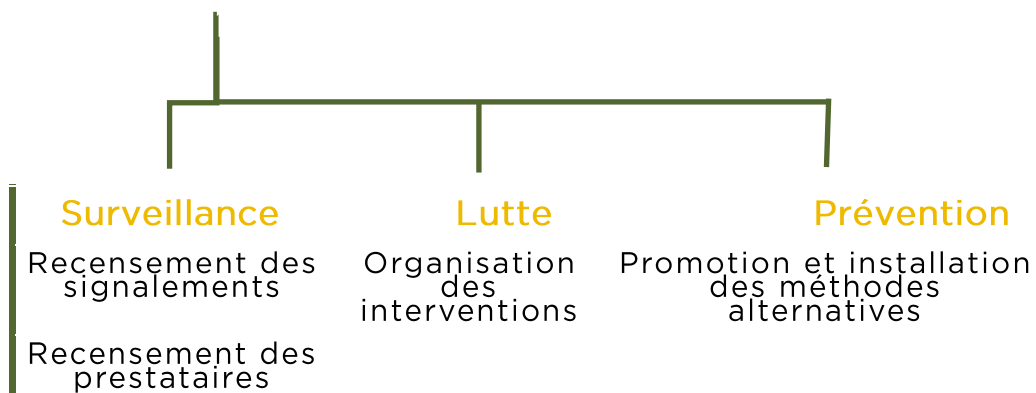 Surveillance
Recensement des
signalements
Recensement des
prestataires
Lutte
Organisation
des
interventions
Prévention
Promotion et installation
des méthodes
alternatives